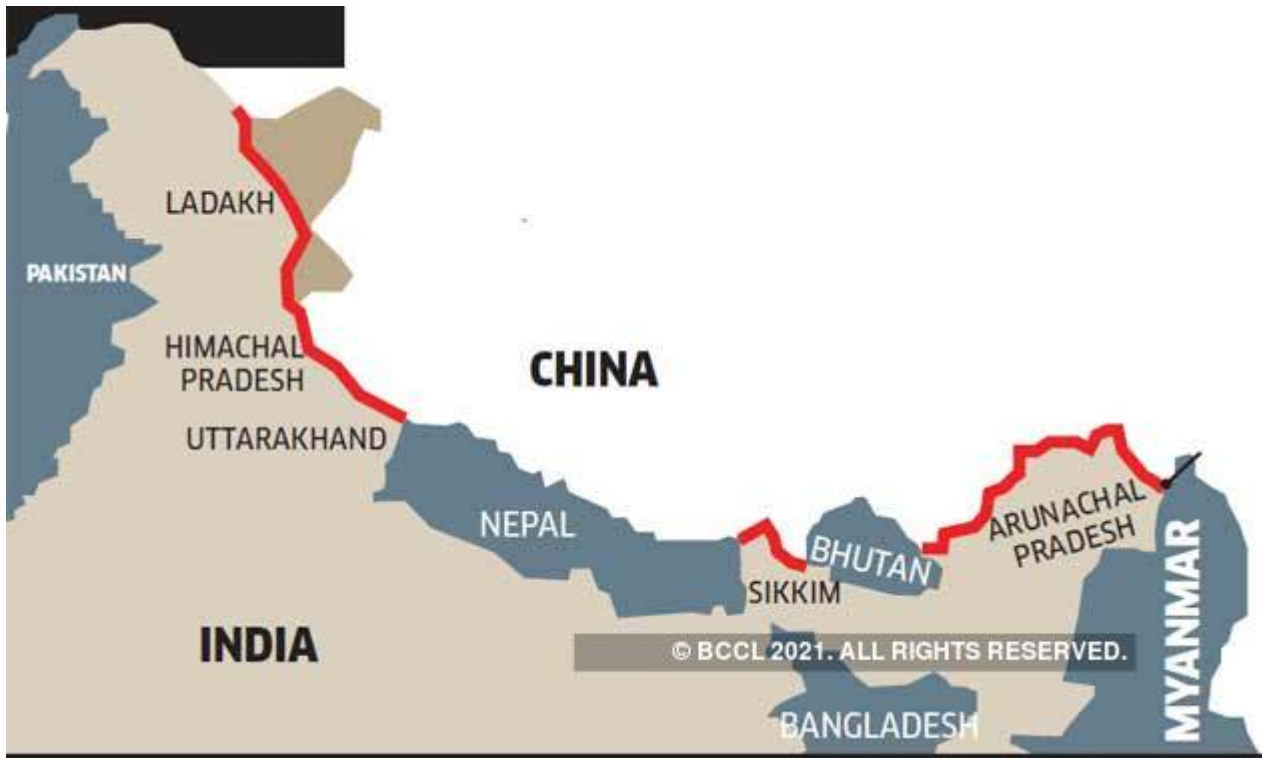 LADAKH
PAKISTAN
HIMACHAL
PRADESH
CHINA
UTTARAKHAND
NEPAL
BHUTAN
ARUNACHAL
PRADESH
SIKKIM
INDIA
© BCCL 2021. ALL RIGHTS RESERVED.
MYANMAR
BANGLADESH